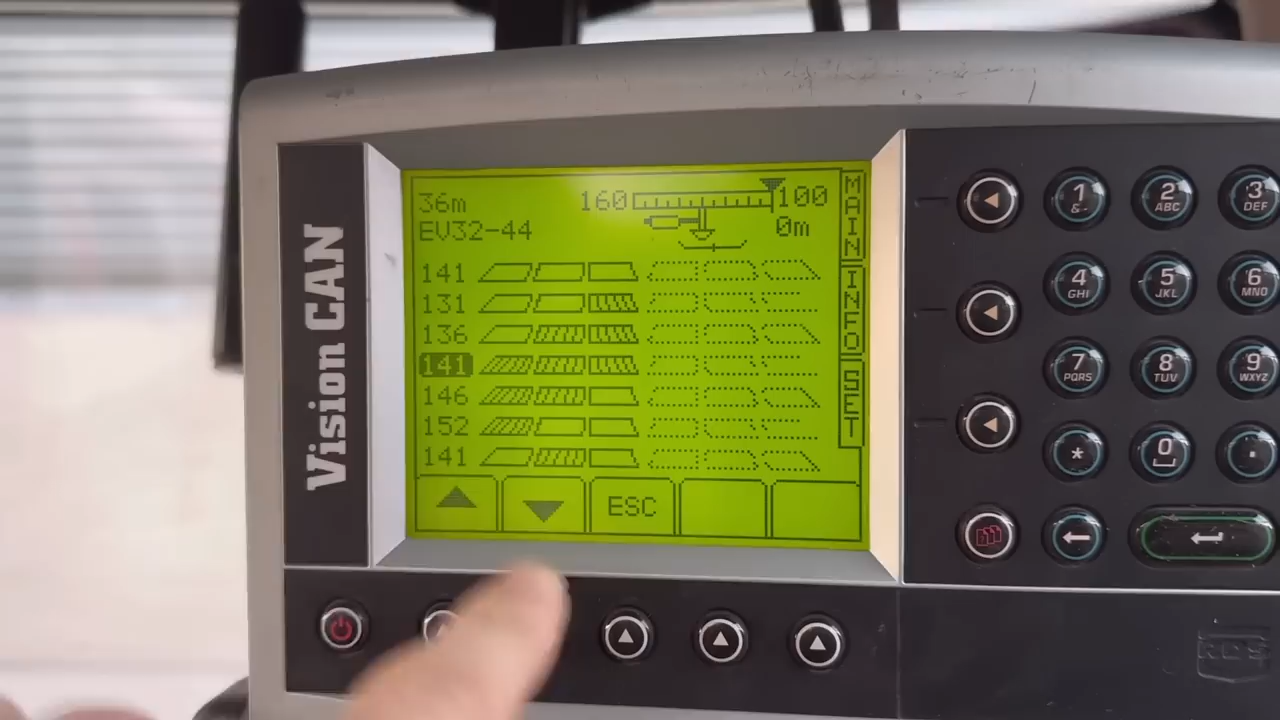 Vision CAN
36m
160
100
EV32-44
0m
141
131
136
141
146
152
141
ESC
MAIN
INFO
SET
1
&-
2
ABC
3
DEF
4
GHI
5
JKL
6
MNO
7
PQRS
8
TUV
9
WXYZ
*
0
.
RDS